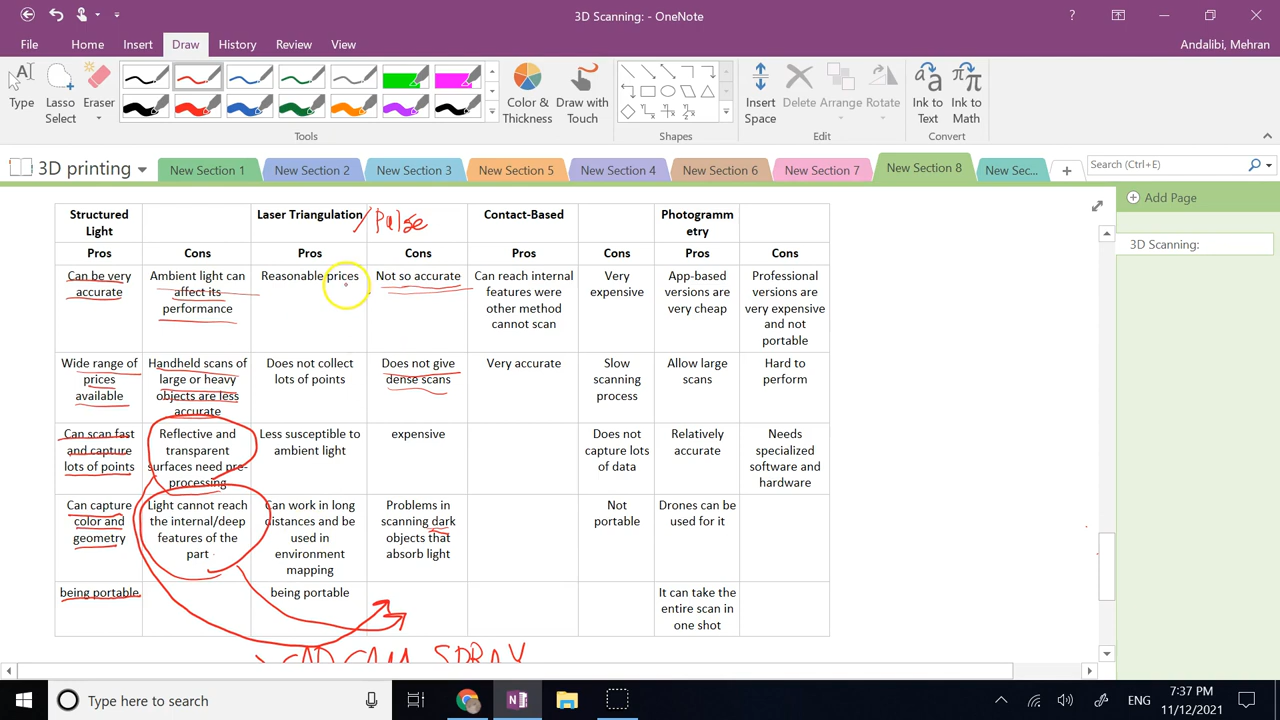 3D Scanning: - OneNote
?
Andalibi, Mehran
File Home Insert Draw History Review View
Type
Lasso
Select
Eraser
Color &
Thickness
Draw with
Touch
Insert
Space
Delete
Arrange
Rotate
Ink to
Text
Ink to
Math
Tools
Shapes
Edit
Convert
3D printing
New Section 1
New Section 2
New Section 3
New Section 5
New Section 4
New Section 6
New Section 7
New Section 8
New Sec...
Search (Ctrl+E)
Add Page
3D Scanning:
Structured
Light
Laser Triangulation
/ Pulse
Contact-Based
Photogramm
etry
Pros Cons Pros Cons Pros Cons Pros Cons
Can be very
accurate
Ambient light can
affect its
performance
Reasonable prices
Not so accurate
Can reach internal
features were
other method
cannot scan
Very
expensive
App-based
versions are
very cheap
Professional
versions are
very expensive
and not
portable
Wide range of
prices
available
Handheld scans of
large or heavy
objects are less
accurate
Does not collect
lots of points
Does not give
dense scans
Very accurate
Slow
scanning
process
Allow large
scans
Hard to
perform
Can scan fast
and capture
lots of points
Reflective and
transparent
surfaces need pre-
processing
Less susceptible to
ambient light
expensive
Does not
capture lots
of data
Relatively
accurate
Needs
specialized
software and
hardware
Can capture
color and
geometry
Light cannot reach
the internal/deep
features of the
part
Can work in long
distances and be
used in
environment
mapping
Problems in
scanning dark
objects that
absorb light
Not
portable
Drones can be
used for it
being portable
being portable
It can take the
entire scan in
one shot
CAD CAM SPRAY
Type here to search
ENG
7:37 PM
11/12/2021